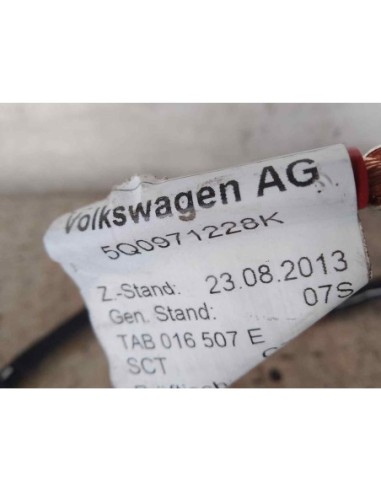 Volkswagen AG
5Q0971228K
Z.-Stand: 23.08.2013
Gen. Stand: 07S
TAB 016 507 E
SCT